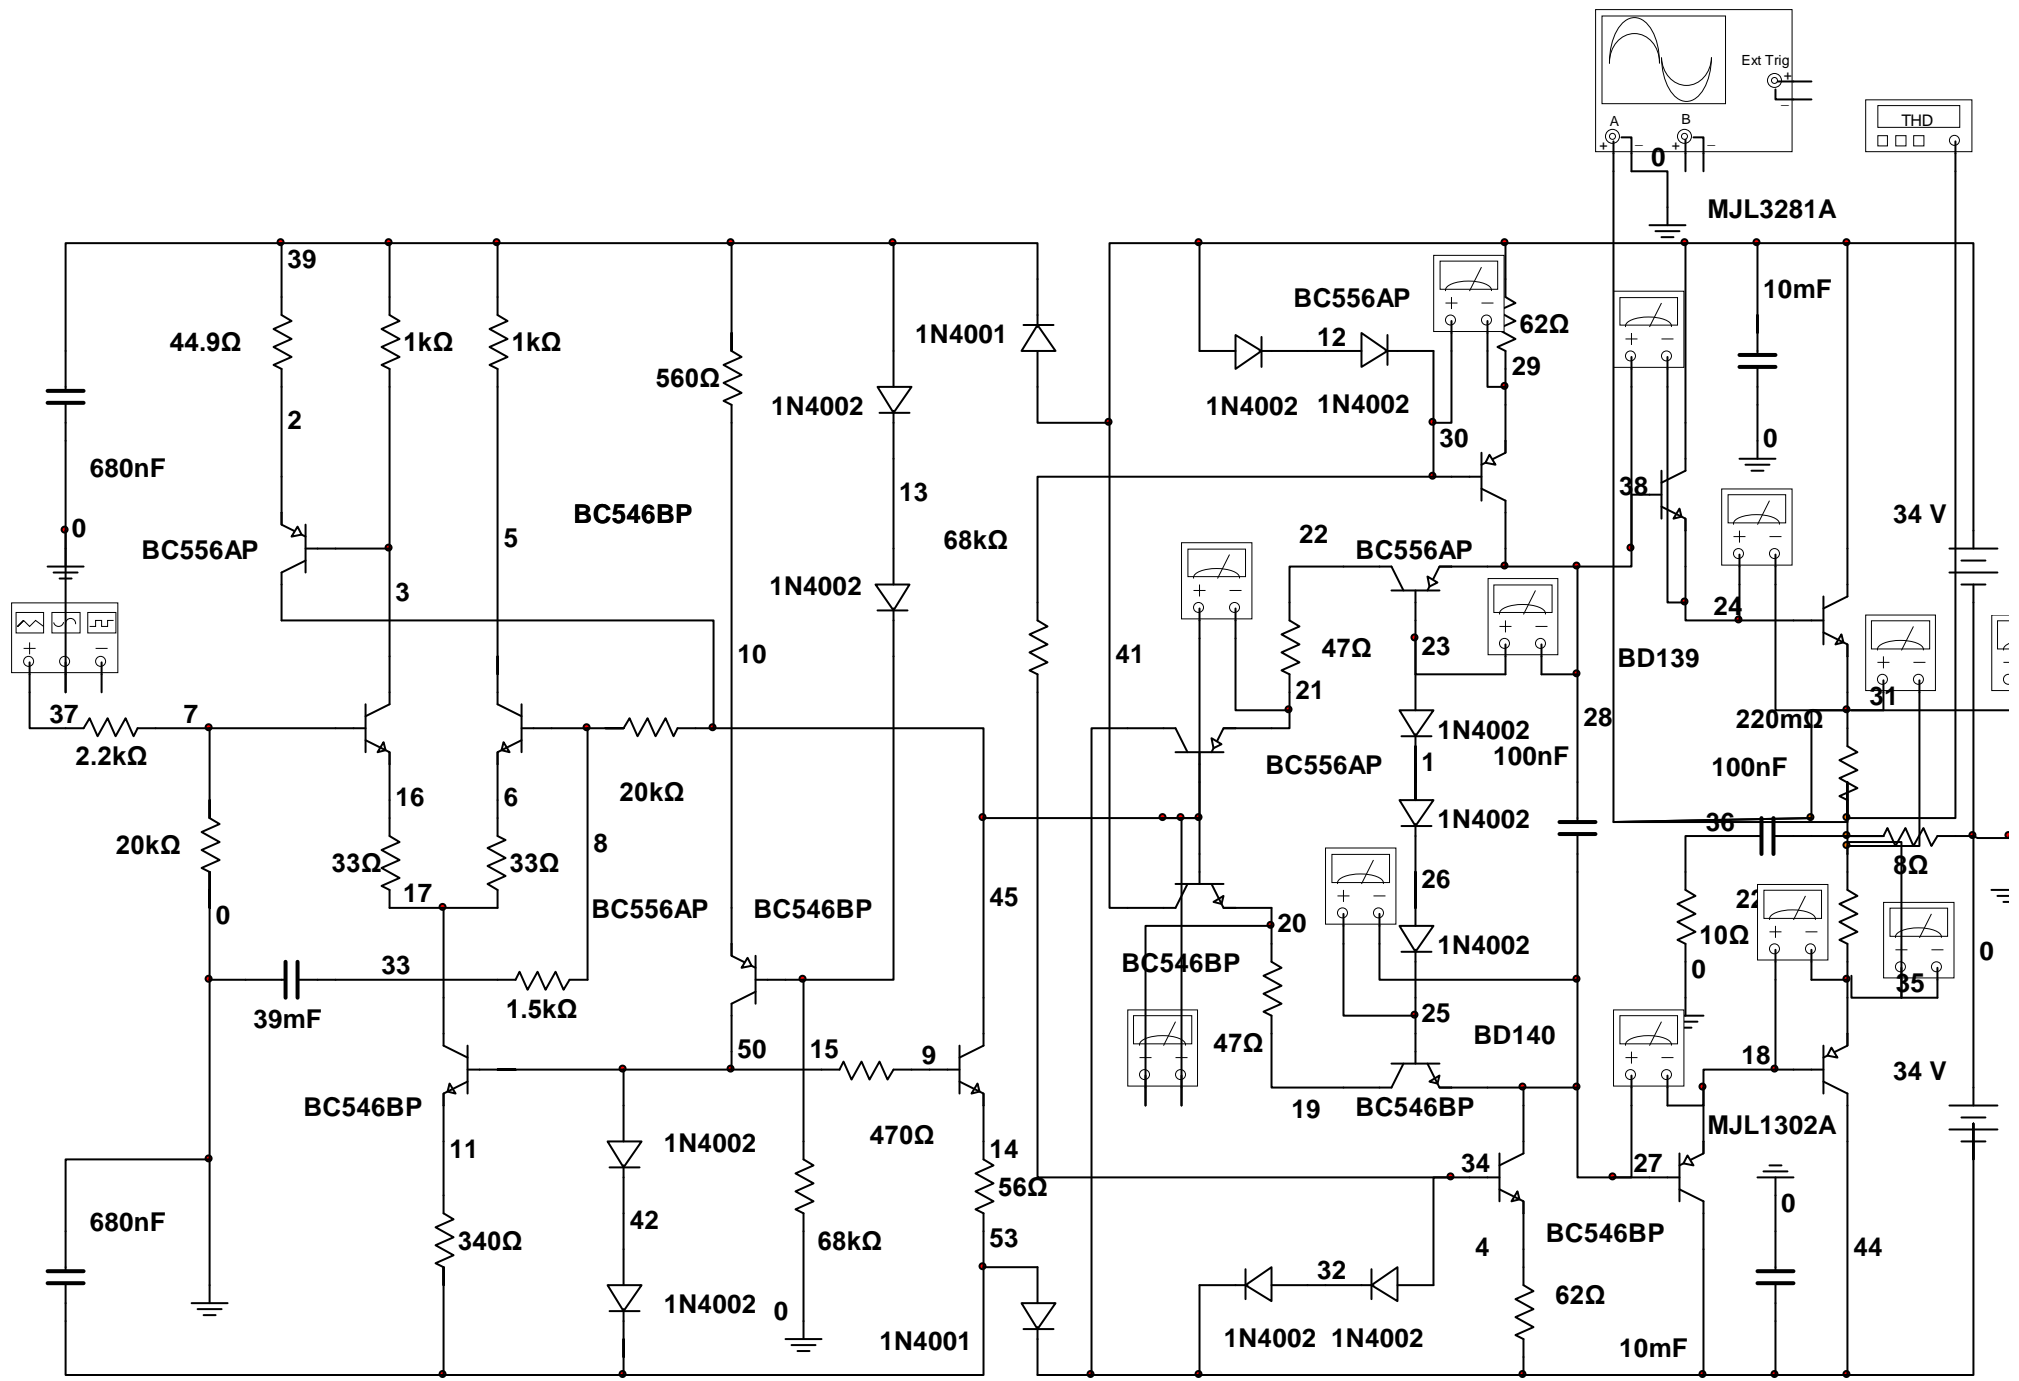 Ext Trig
+
−
A
B
+
−
+
−
THD
0
MJL3281A
39
44.9Ω
1kΩ
1kΩ
1N4001
BC556AP
12
62Ω
10mF
560Ω
1N4002
1N4002
1N4002
29
2
30
0
680nF
13
38
0
BC556AP
5
BC546BP
68kΩ
22
BC556AP
34 V
3
1N4002
24
10
41
47Ω
23
BD139
21
31
37
7
2.2kΩ
28
220mΩ
1N4002
100nF
BC556AP
1
100nF
16
6
20kΩ
1N4002
36
20kΩ
33Ω
33Ω
8
8Ω
17
26
22
45
0
BC556AP
BC546BP
20
1N4002
10Ω
0
33
BC546BP
0
35
39mF
1.5kΩ
25
BD140
50
15
9
47Ω
18
34 V
BC546BP
19
BC546BP
MJL1302A
470Ω
11
1N4002
14
34
27
56Ω
0
680nF
42
340Ω
68kΩ
53
4
BC546BP
44
32
62Ω
1N4002
0
1N4001
1N4002
1N4002
10mF